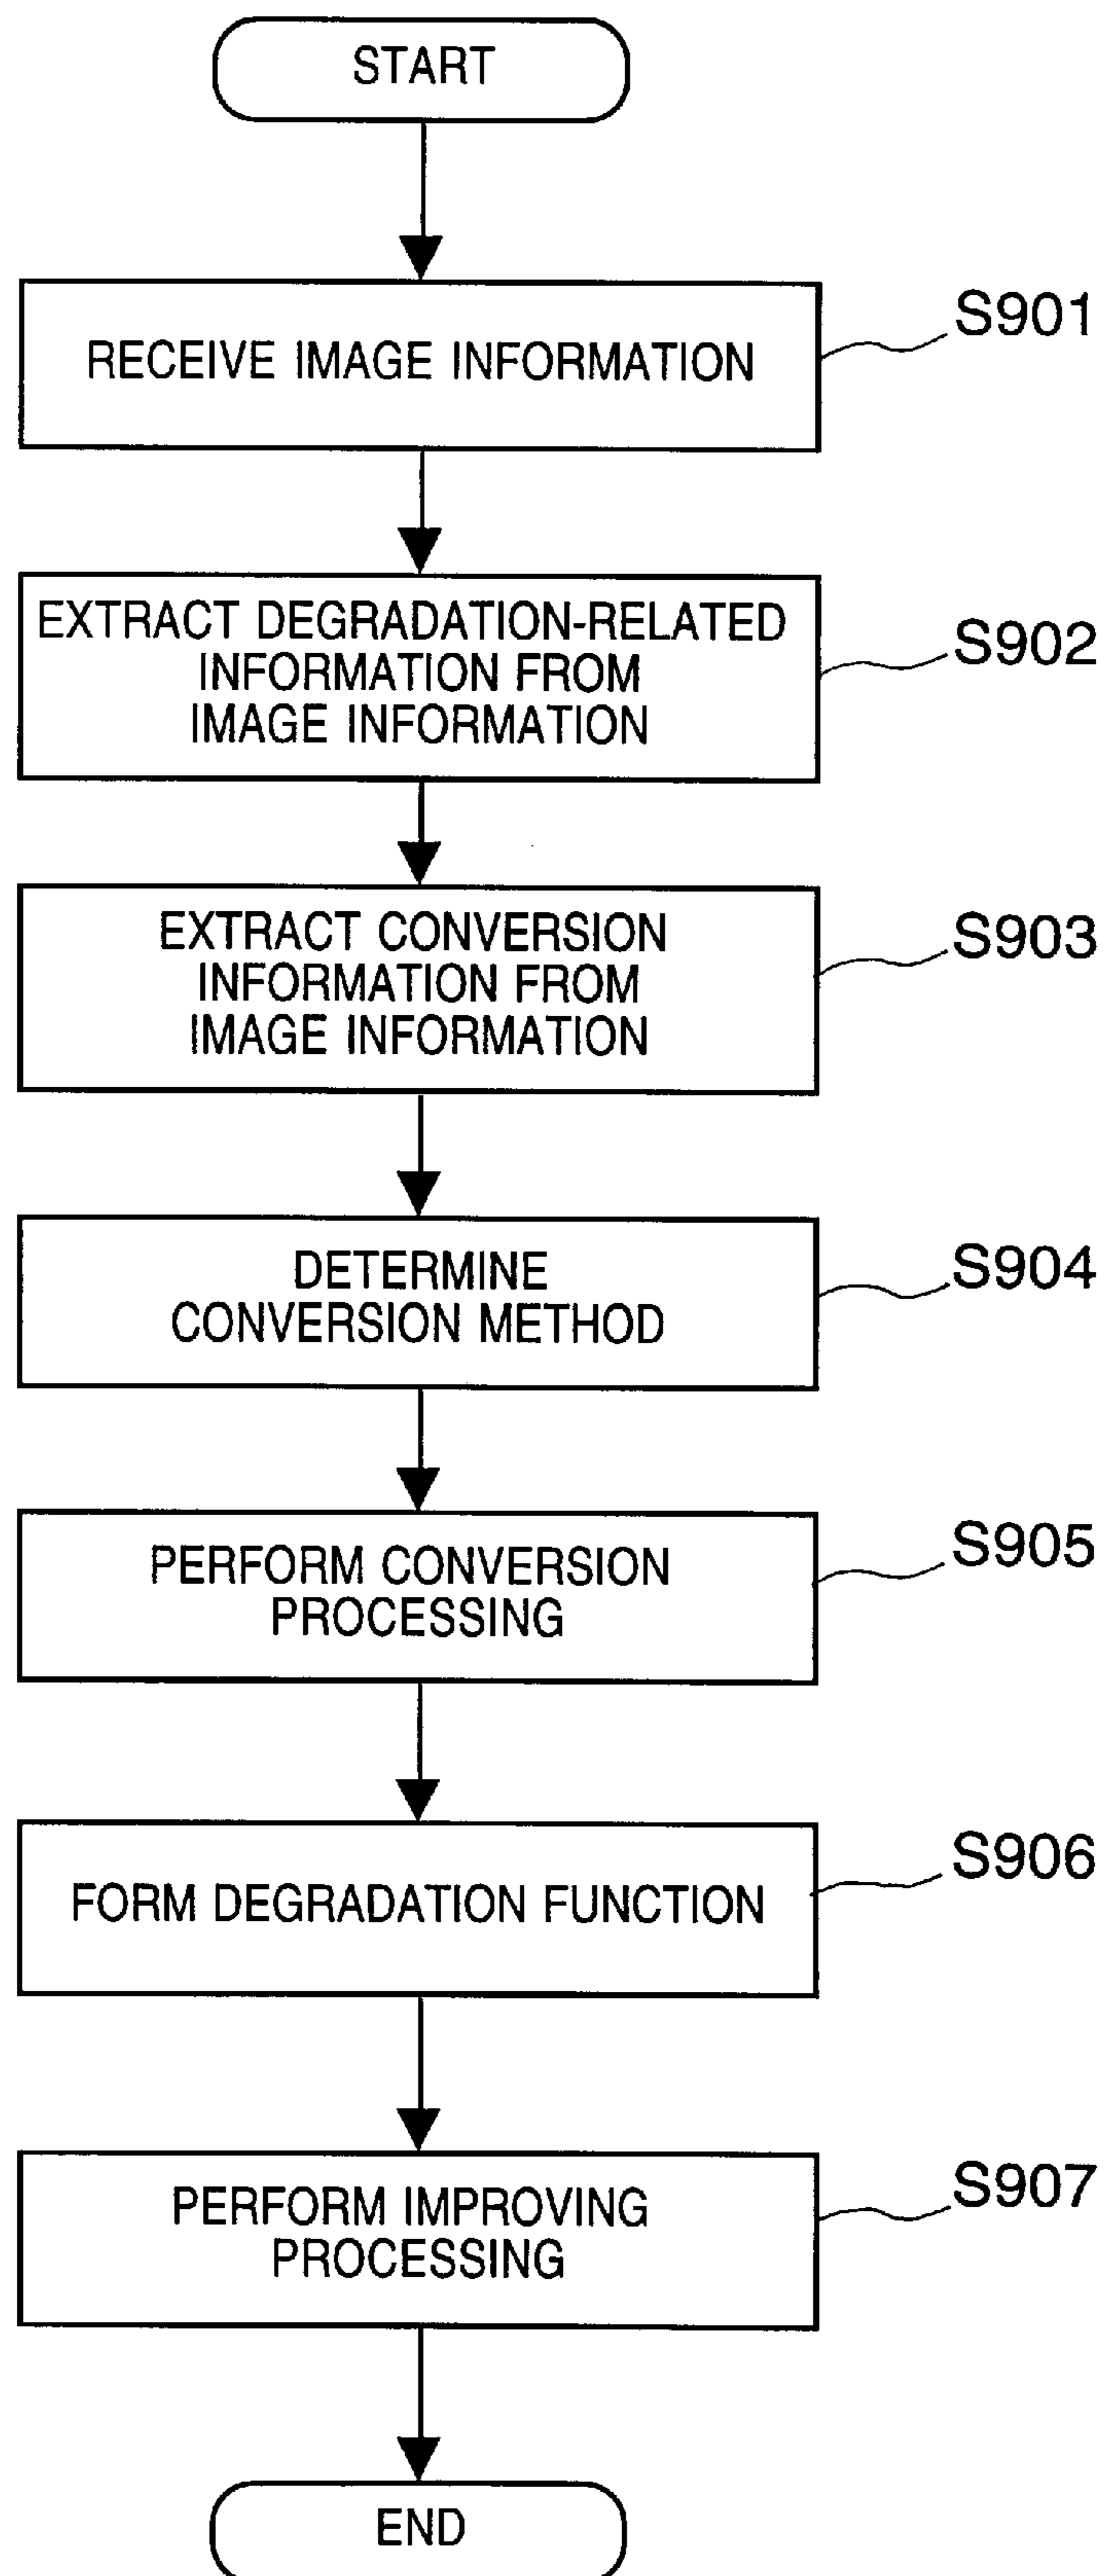 START
RECEIVE IMAGE INFORMATION
S901
EXTRACT DEGRADATION-RELATED
INFORMATION FROM
IMAGE INFORMATION
S902
EXTRACT CONVERSION
INFORMATION FROM
IMAGE INFORMATION
S903
DETERMINE
CONVERSION METHOD
S904
PERFORM CONVERSION
PROCESSING
S905
FORM DEGRADATION FUNCTION
S906
PERFORM IMPROVING
PROCESSING
S907
END